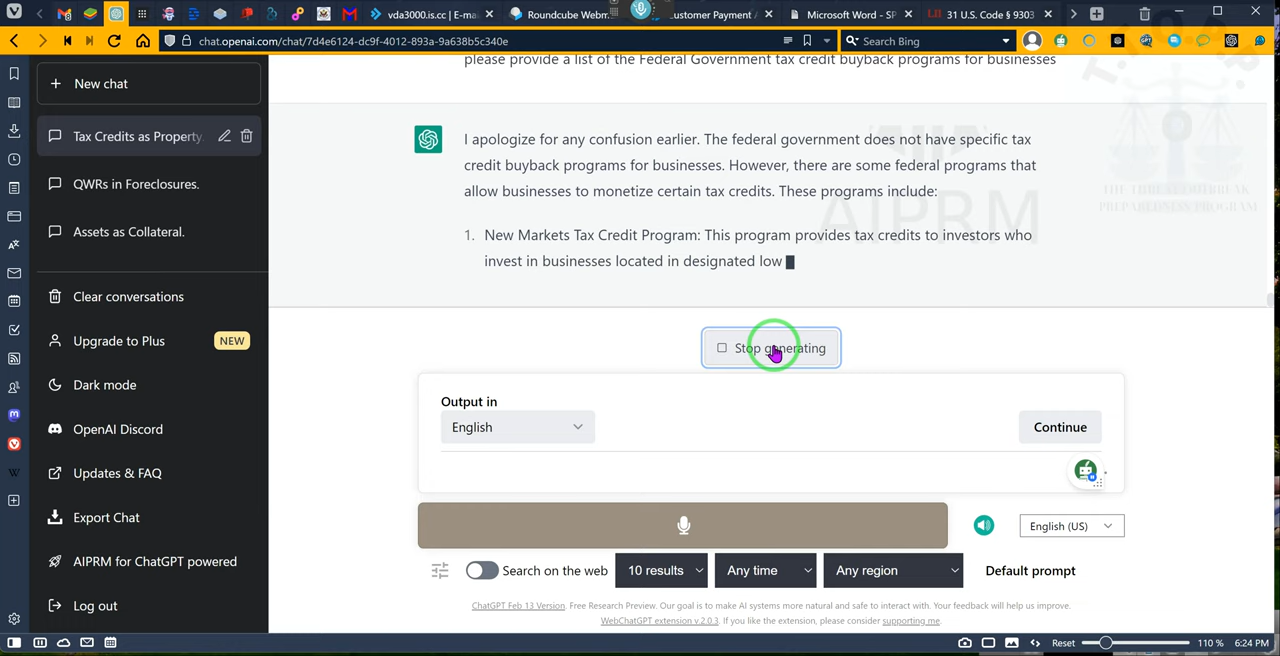 vda3000.is.cc | E-ma
Roundcube Webm
ustomer Payment A
Microsoft Word - SP
31 U.S. Code § 9303
chat.openai.com/chat/7d4e6124-dc9f-4012-893a-9a638b5c340e
Search Bing
please provide a list of the Federal Government tax credit buyback programs for businesses
New chat
Tax Credits as Property.
QWRs in Foreclosures.
Assets as Collateral.
Clear conversations
Upgrade to Plus
NEW
Dark mode
OpenAI Discord
Updates & FAQ
Export Chat
AIPRM for ChatGPT powered
Log out
I apologize for any confusion earlier. The federal government does not have specific tax
credit buyback programs for businesses. However, there are some federal programs that
allow businesses to monetize certain tax credits. These programs include:
1. New Markets Tax Credit Program: This program provides tax credits to investors who
invest in businesses located in designated low
AIPRM
T.H.O.P.P.
THE THREAT OUTBREAK
PREPAREDNESS PROGRAM
Stop generating
Output in
English
Continue
English (US)
Search on the web
10 results
Any time
Any region
Default prompt
ChatGPT Feb 13 Version. Free Research Preview. Our goal is to make AI systems more natural and safe to interact with. Your feedback will help us improve.
WebChatGPT extension v.2.0.3. If you like the extension, please consider supporting me.
Reset
110 %
6:24 PM